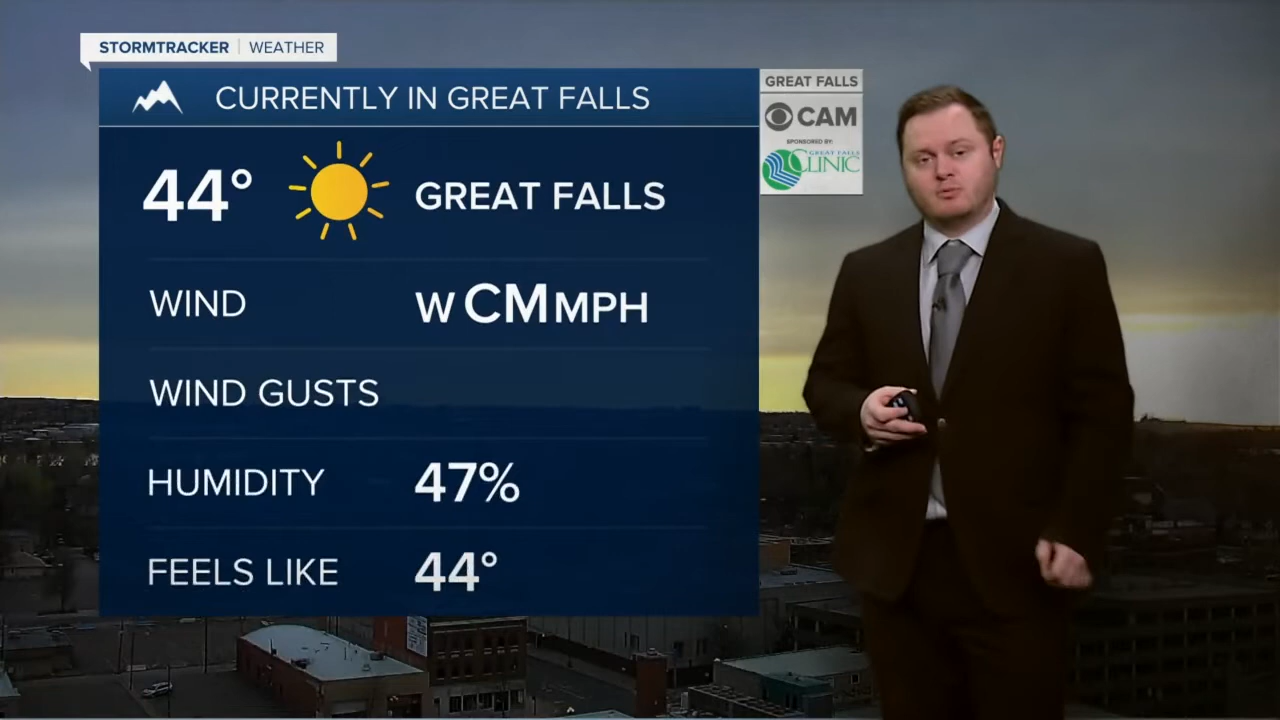 STORMTRACKER | WEATHER
CURRENTLY IN GREAT FALLS
GREAT FALLS
CAM
SPONSORED BY:
GREAT FALLS
CLINIC
44° GREAT FALLS
WIND W CM MPH
WIND GUSTS
HUMIDITY 47%
FEELS LIKE 44°